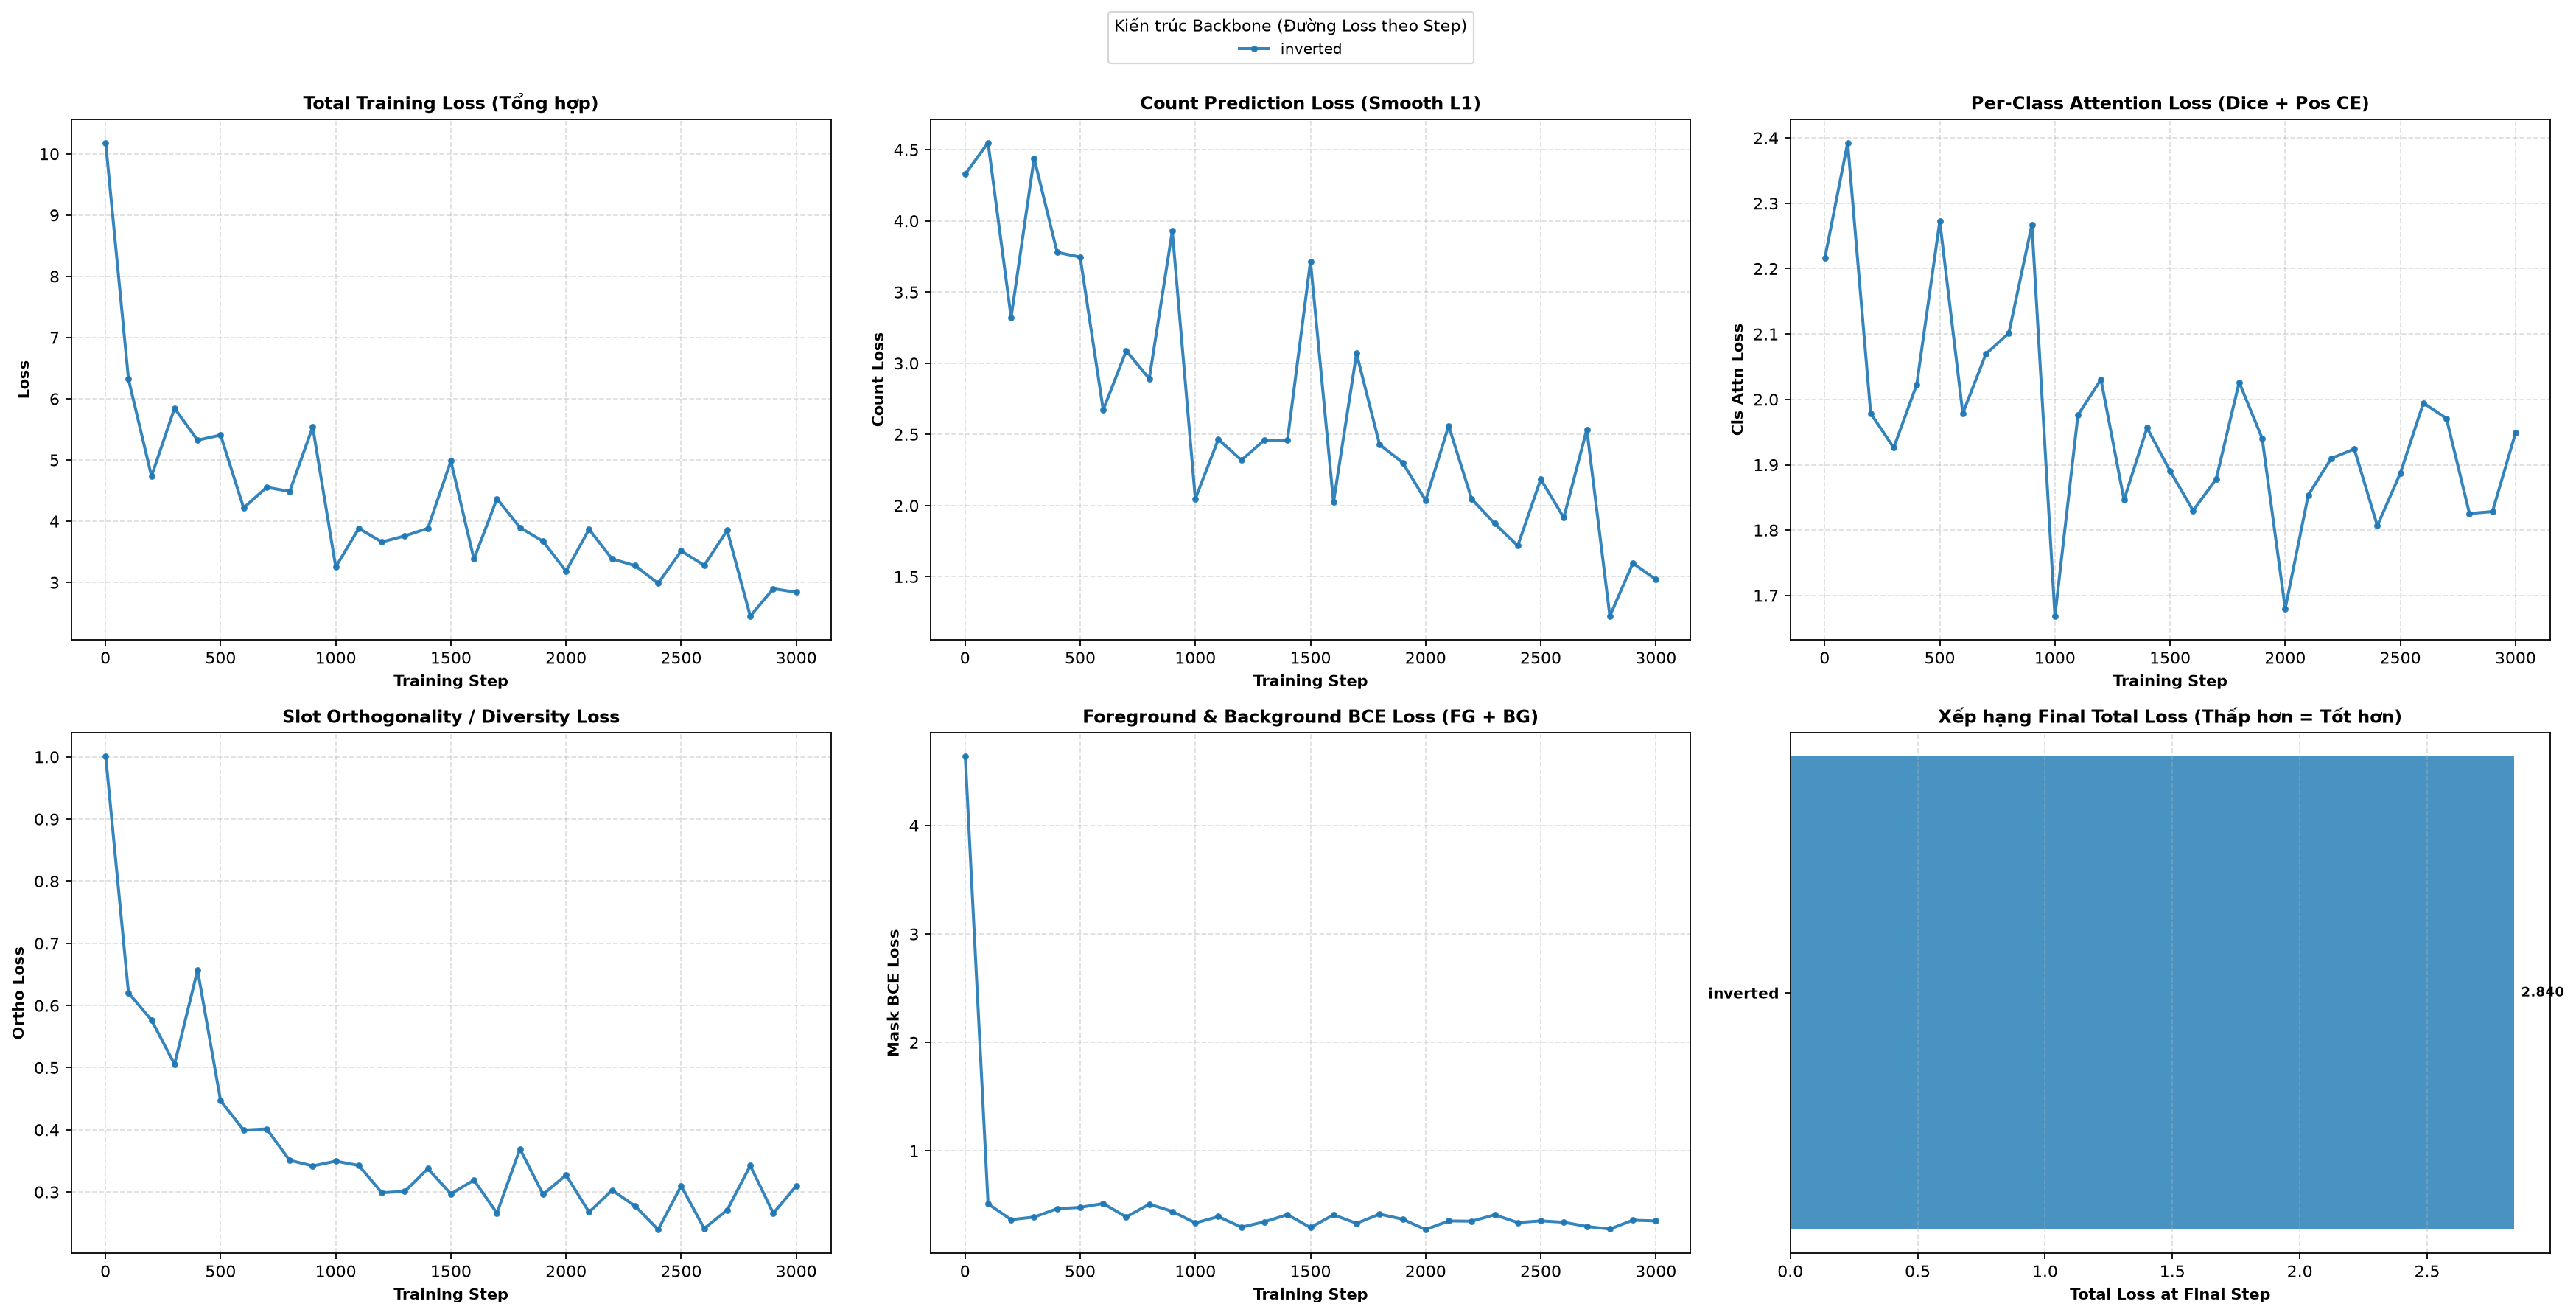 Kiến trúc Backbone (Đường Loss theo Step)
inverted
Total Training Loss (Tổng hợp)
10
9
8
7
6
5
4
3
Loss
0 500 1000 1500 2000 2500 3000
Training Step
Count Prediction Loss (Smooth L1)
4.5
4.0
3.5
3.0
2.5
2.0
1.5
Count Loss
0 500 1000 1500 2000 2500 3000
Training Step
Per-Class Attention Loss (Dice + Pos CE)
2.4
2.3
2.2
2.1
2.0
1.9
1.8
1.7
Cls Attn Loss
0 500 1000 1500 2000 2500 3000
Training Step
Slot Orthogonality / Diversity Loss
1.0
0.9
0.8
0.7
0.6
0.5
0.4
0.3
Ortho Loss
0 500 1000 1500 2000 2500 3000
Training Step
Foreground & Background BCE Loss (FG + BG)
4
3
2
1
Mask BCE Loss
0 500 1000 1500 2000 2500 3000
Training Step
Xếp hạng Final Total Loss (Thấp hơn = Tốt hơn)
inverted
2.840
0.0 0.5 1.0 1.5 2.0 2.5
Total Loss at Final Step